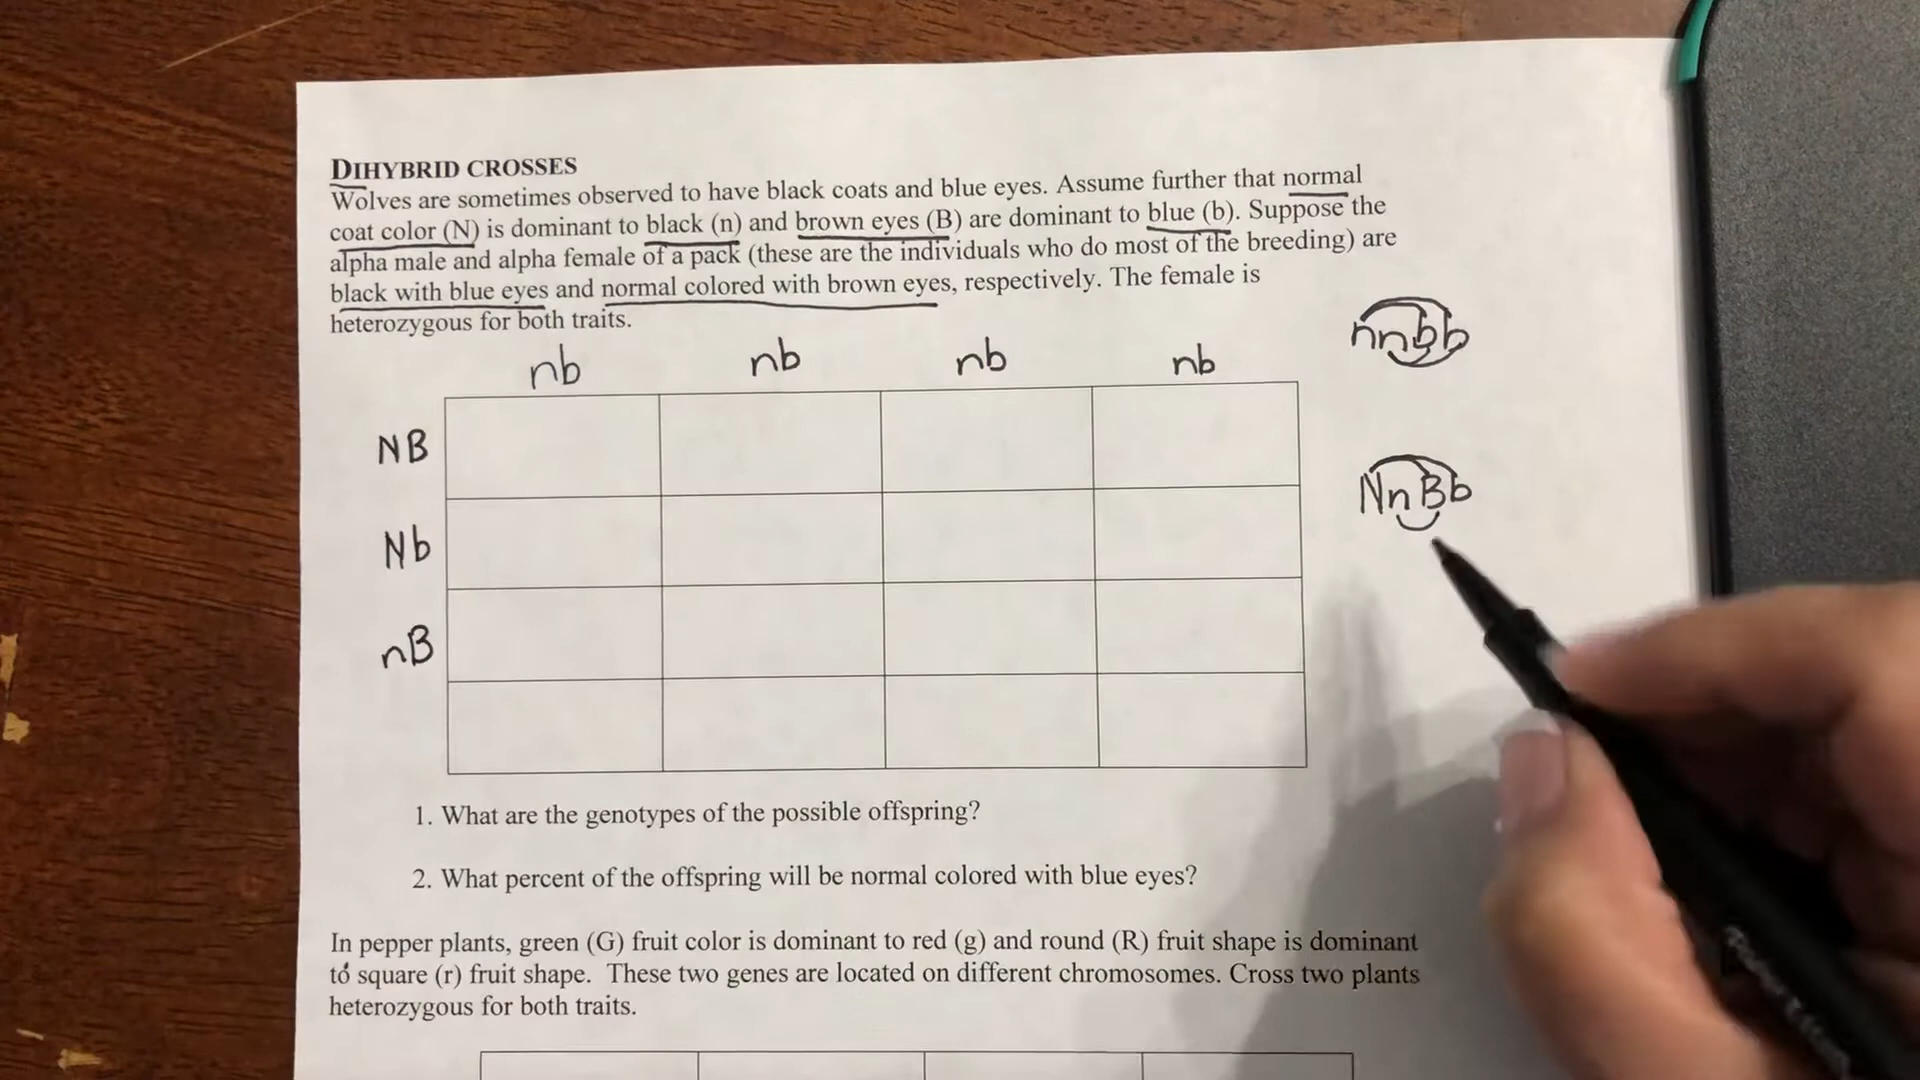 DIHYBRID CROSSES
Wolves are sometimes observed to have black coats and blue eyes. Assume further that normal
coat color (N) is dominant to black (n) and brown eyes (B) are dominant to blue (b). Suppose the
alpha male and alpha female of a pack (these are the individuals who do most of the breeding) are
black with blue eyes and normal colored with brown eyes, respectively. The female is
heterozygous for both traits.
nnbb
nb nb nb nb
NB
NnBb
Nb
nB
1. What are the genotypes of the possible offspring?
2. What percent of the offspring will be normal colored with blue eyes?
In pepper plants, green (G) fruit color is dominant to red (g) and round (R) fruit shape is dominant
to square (r) fruit shape. These two genes are located on different chromosomes. Cross two plants
heterozygous for both traits.